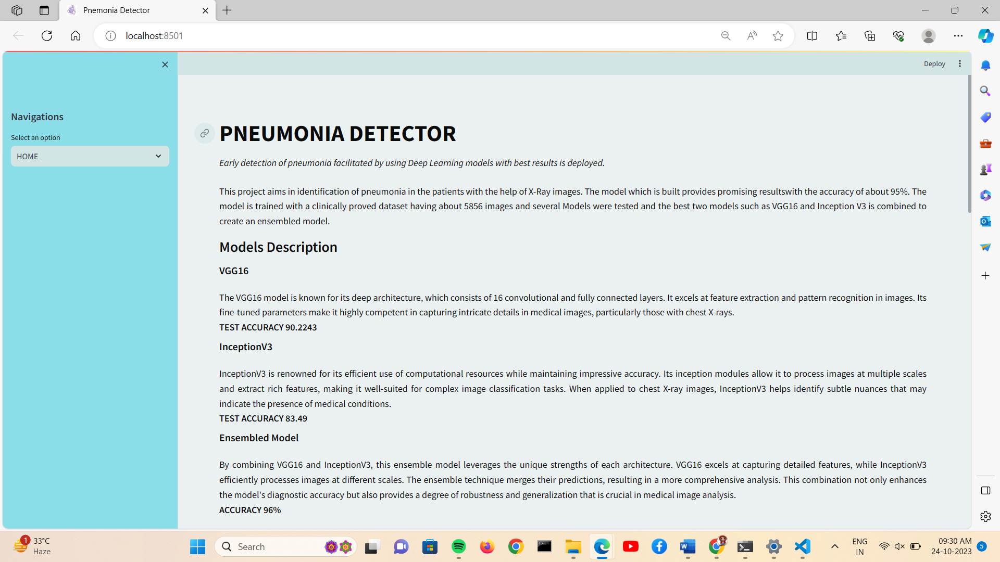 Pnemonia Detector
localhost:8501
Deploy
Navigations
Select an option
HOME
PNEUMONIA DETECTOR
Early detection of pneumonia facilitated by using Deep Learning models with best results is deployed.
This project aims in identification of pneumonia in the patients with the help of X-Ray images. The model which is built provides promising resultswith the accuracy of about 95%. The
model is trained with a clinically proved dataset having about 5856 images and several Models were tested and the best two models such as VGG16 and Inception V3 is combined to
create an ensembled model.
Models Description
VGG16
The VGG16 model is known for its deep architecture, which consists of 16 convolutional and fully connected layers. It excels at feature extraction and pattern recognition in images. Its
fine-tuned parameters make it highly competent in capturing intricate details in medical images, particularly those with chest X-rays.
TEST ACCURACY 90.2243
InceptionV3
InceptionV3 is renowned for its efficient use of computational resources while maintaining impressive accuracy. Its inception modules allow it to process images at multiple scales
and extract rich features, making it well-suited for complex image classification tasks. When applied to chest X-ray images, InceptionV3 helps identify subtle nuances that may
indicate the presence of medical conditions.
TEST ACCURACY 83.49
Ensembled Model
By combining VGG16 and InceptionV3, this ensemble model leverages the unique strengths of each architecture. VGG16 excels at capturing detailed features, while InceptionV3
efficiently processes images at different scales. The ensemble technique merges their predictions, resulting in a more comprehensive analysis. This combination not only enhances
the model's diagnostic accuracy but also provides a degree of robustness and generalization that is crucial in medical image analysis.
ACCURACY 96%
1
33°C
Haze
Search
ENG
IN
09:30 AM
24-10-2023
5